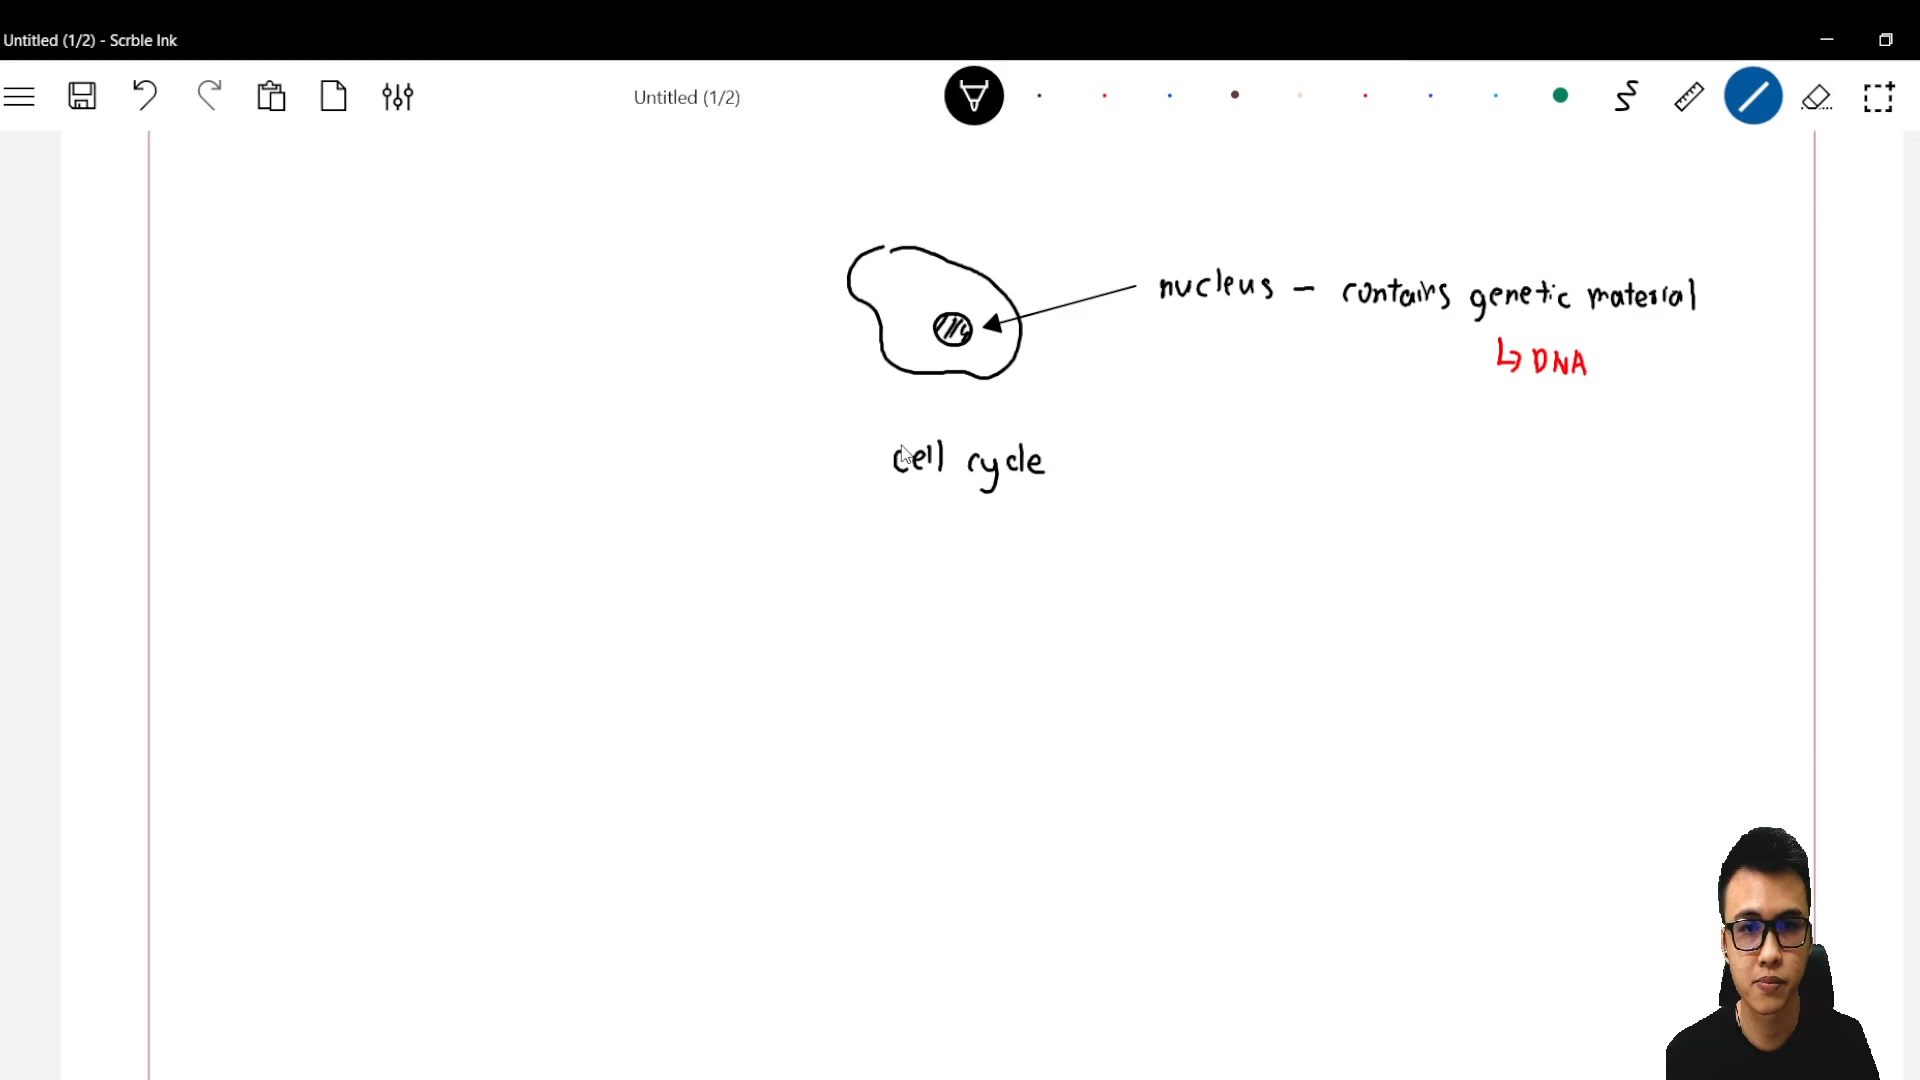 Untitled (1/2) - Scrble Ink
Untitled (1/2)
nucleus - contains genetic material
↳ DNA
cell cycle